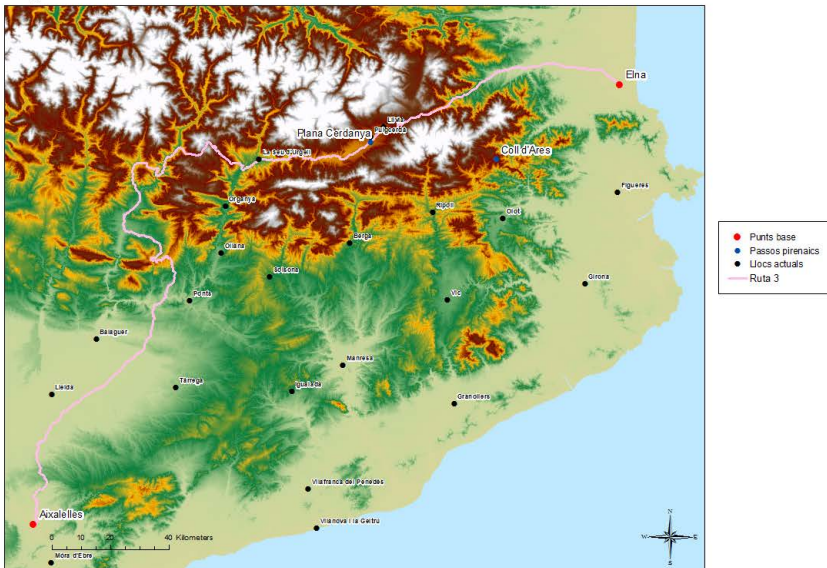 Elna
Llívia
Plana Cerdanya
Puigcerdà
Coll d'Ares
La Seu d'Urgell
Figueres
Organyà
Ripoll
Olot
Berga
Oliana
Solsona
Girona
Ponts
Vic
Balaguer
Manresa
Tàrrega
Igualada
Lleida
Granollers
Vilafranca del Penedès
Aixalelles
Vilanova i la Geltrú
0 10 20 40 Kilometers
Móra d'Ebre
N
W E
S
Punts base
Passos pirenaics
Llocs actuals
Ruta 3